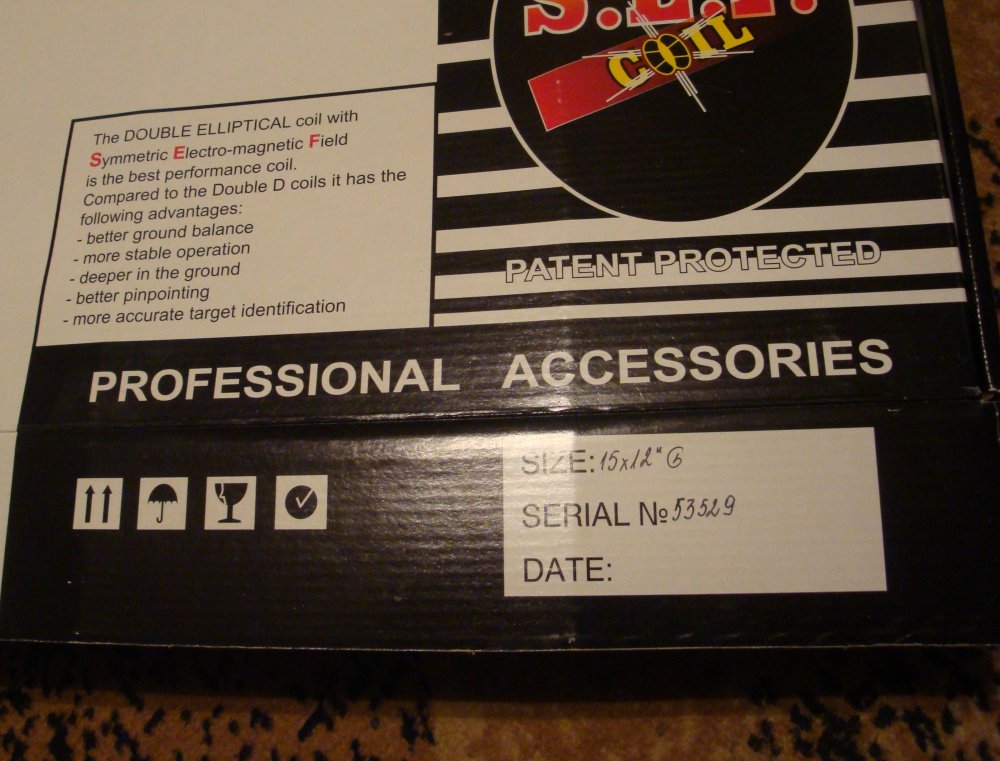 S.E.F.
COIL
The DOUBLE ELLIPTICAL coil with
Symmetric Electro-magnetic Field
is the best performance coil.
Compared to the Double D coils it has the
following advantages:
- better ground balance
- more stable operation
- deeper in the ground
- better pinpointing
- more accurate target identification
PATENT PROTECTED
PROFESSIONAL ACCESSORIES
SIZE: 15x12"
SERIAL № 53529
DATE: